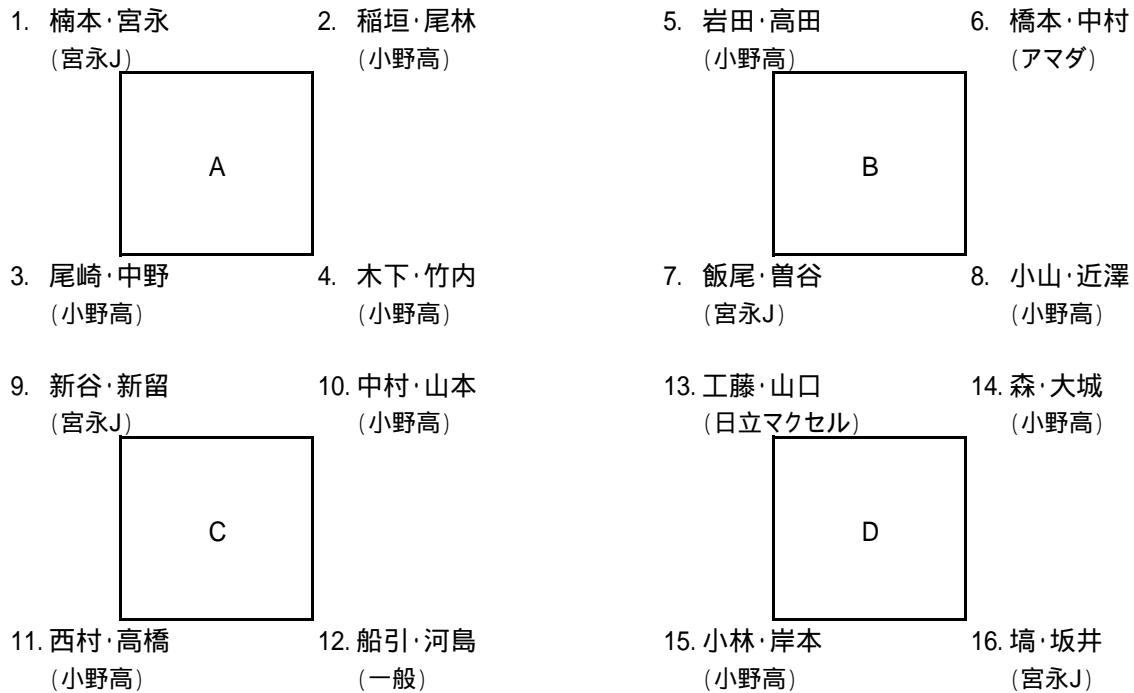 1. 楠本・宮永 2. 稲垣・尾林 5. 岩田・高田 6. 橋本・中村
(宮永J) (小野高) (小野高) (アマダ)
A B
3. 尾崎・中野 4. 木下・竹内 7. 飯尾・曽谷 8. 小山・近澤
(小野高) (小野高) (宮永J) (小野高)
9. 新谷・新留 10. 中村・山本 13. 工藤・山口 14. 森・大城
(宮永J) (小野高) (日立マクセル) (小野高)
C D
11. 西村・高橋 12. 船引・河島 15. 小林・岸本 16. 塙・坂井
(小野高) (一般) (小野高) (宮永J)